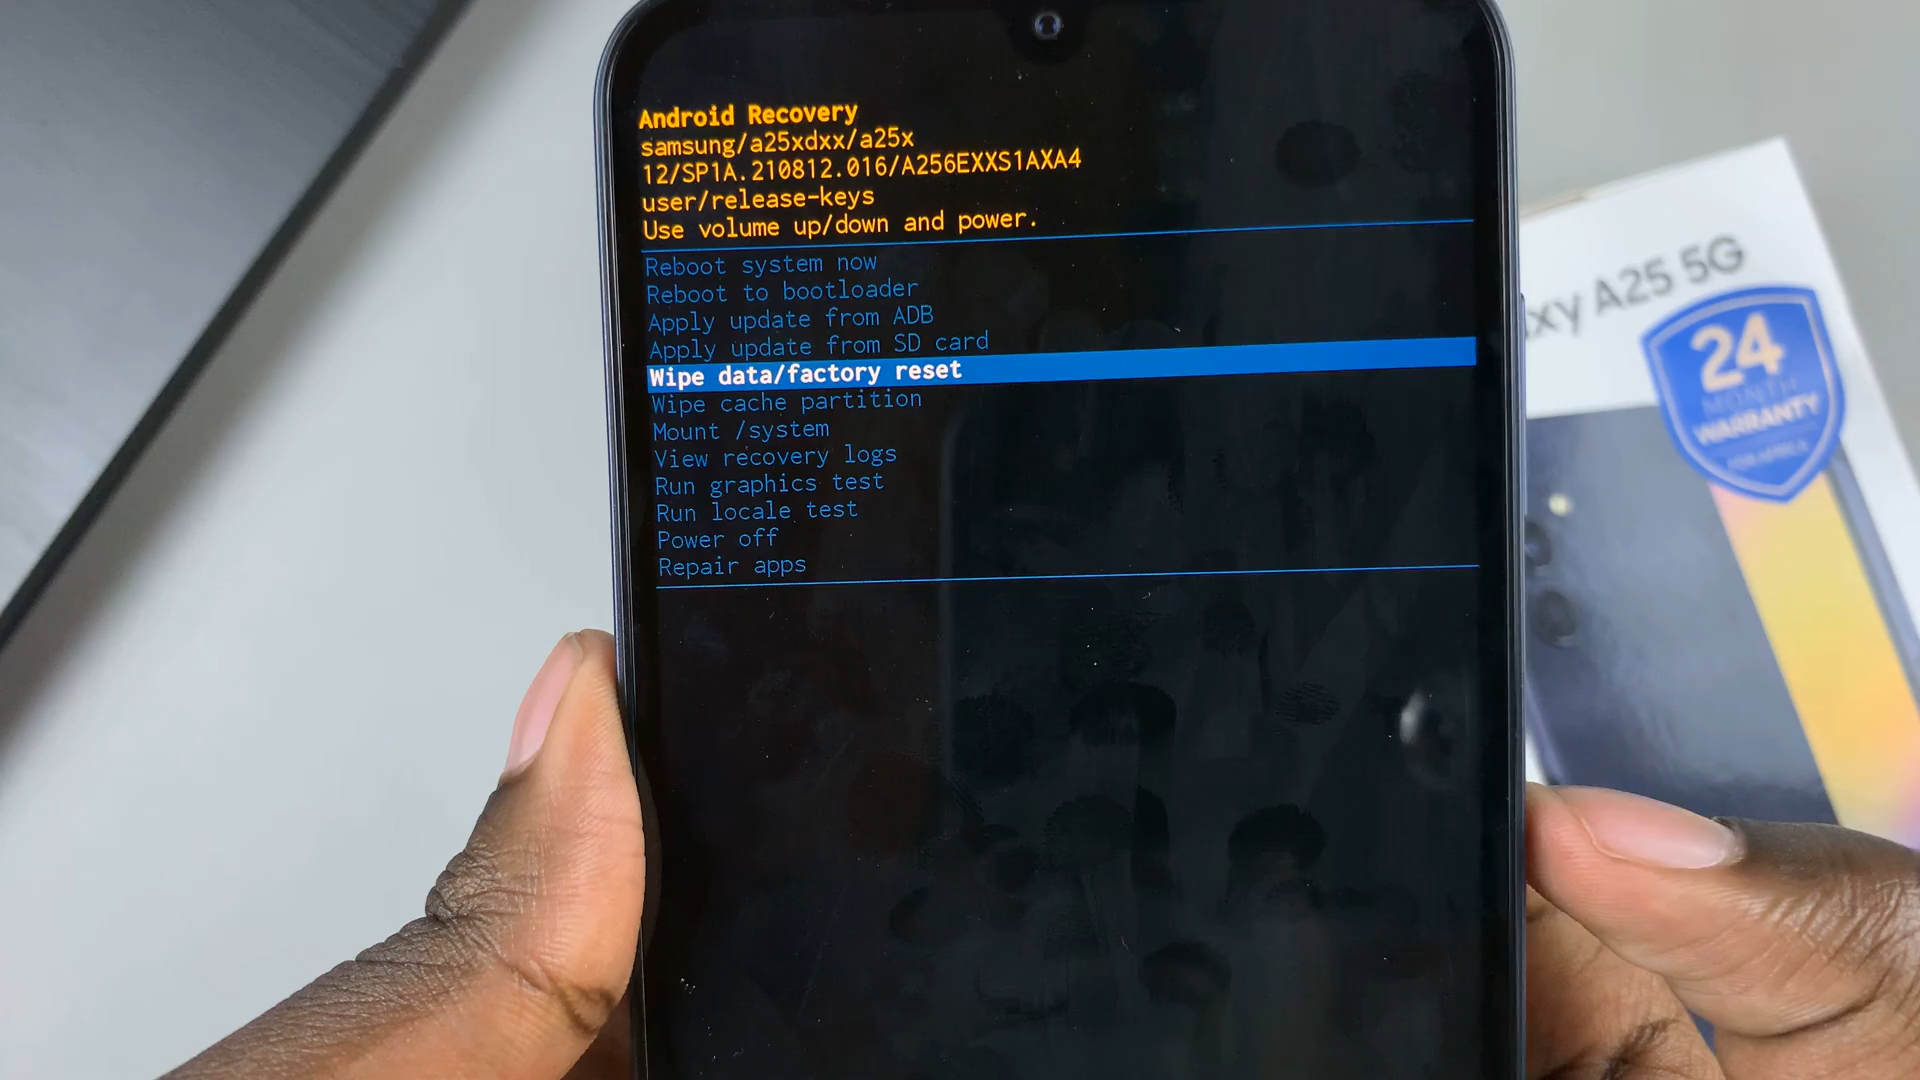 Android Recovery
samsung/a25xdxx/a25x
12/SP1A.210812.016/A256EXXS1AXA4
user/release-keys
Use volume up/down and power.
Reboot system now
Reboot to bootloader
Apply update from ADB
Apply update from SD card
Wipe data/factory reset
Wipe cache partition
Mount /system
View recovery logs
Run graphics test
Run locale test
Power off
Repair apps
xy A25 5G
24
MONTH
WARRANTY
FOR AFRICA